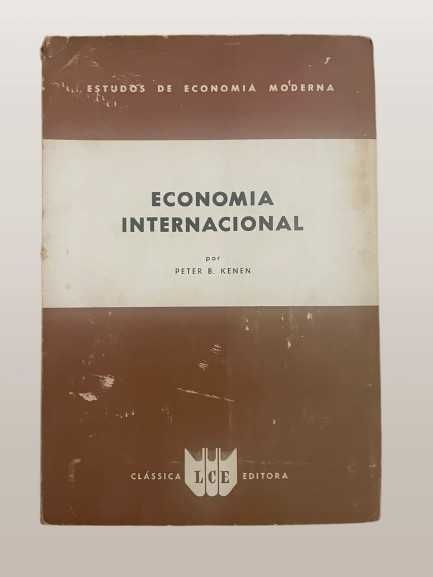 ESTUDOS DE ECONOMIA MODERNA
ECONOMIA
INTERNACIONAL
por
PETER B. KENEN
CLÁSSICA LCE EDITORA